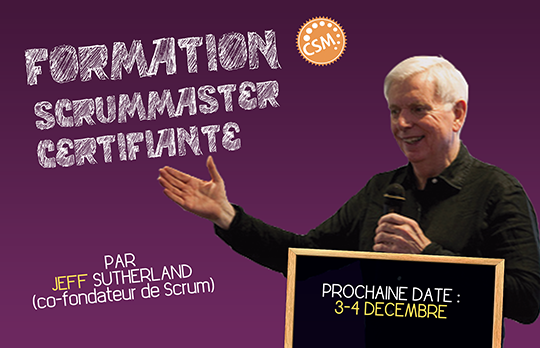 FORMATION
CSM
SCRUMMASTER
CERTIFIANTE
PAR
JEFF SUTHERLAND
(co-fondateur de Scrum)
PROCHAINE DATE :
3-4 DECEMBRE